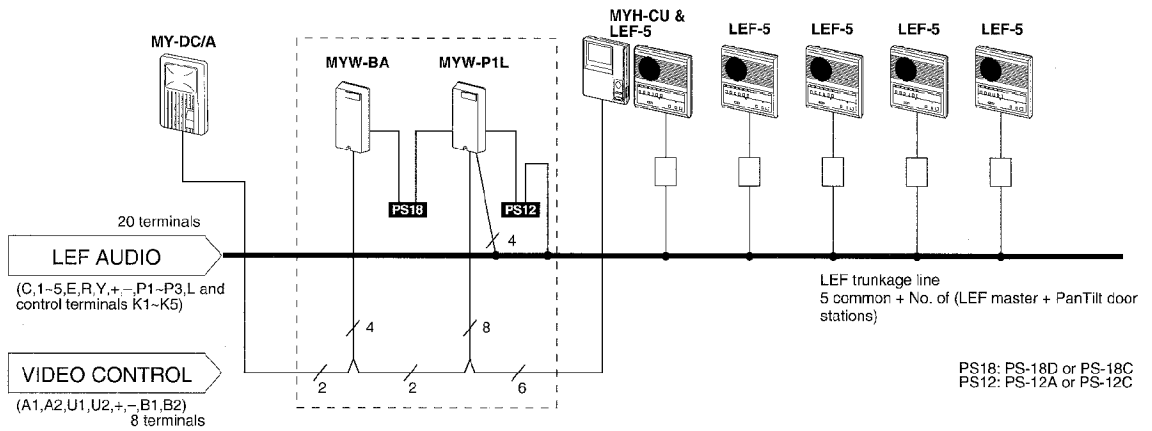 MYH-CU &
LEF-5
LEF-5
LEF-5
LEF-5
LEF-5
MY-DC/A
MYW-BA
MYW-P1L
PS18
PS12
20 terminals
4
LEF AUDIO
(C,1~5,E,R,Y,+,–,P1~P3,L and
control terminals K1~K5)
LEF trunkage line
5 common + No. of (LEF master + PanTilt door
stations)
4
8
VIDEO CONTROL
2
2
6
(A1,A2,U1,U2,+,–,B1,B2)
8 terminals
PS18: PS-18D or PS-18C
PS12: PS-12A or PS-12C